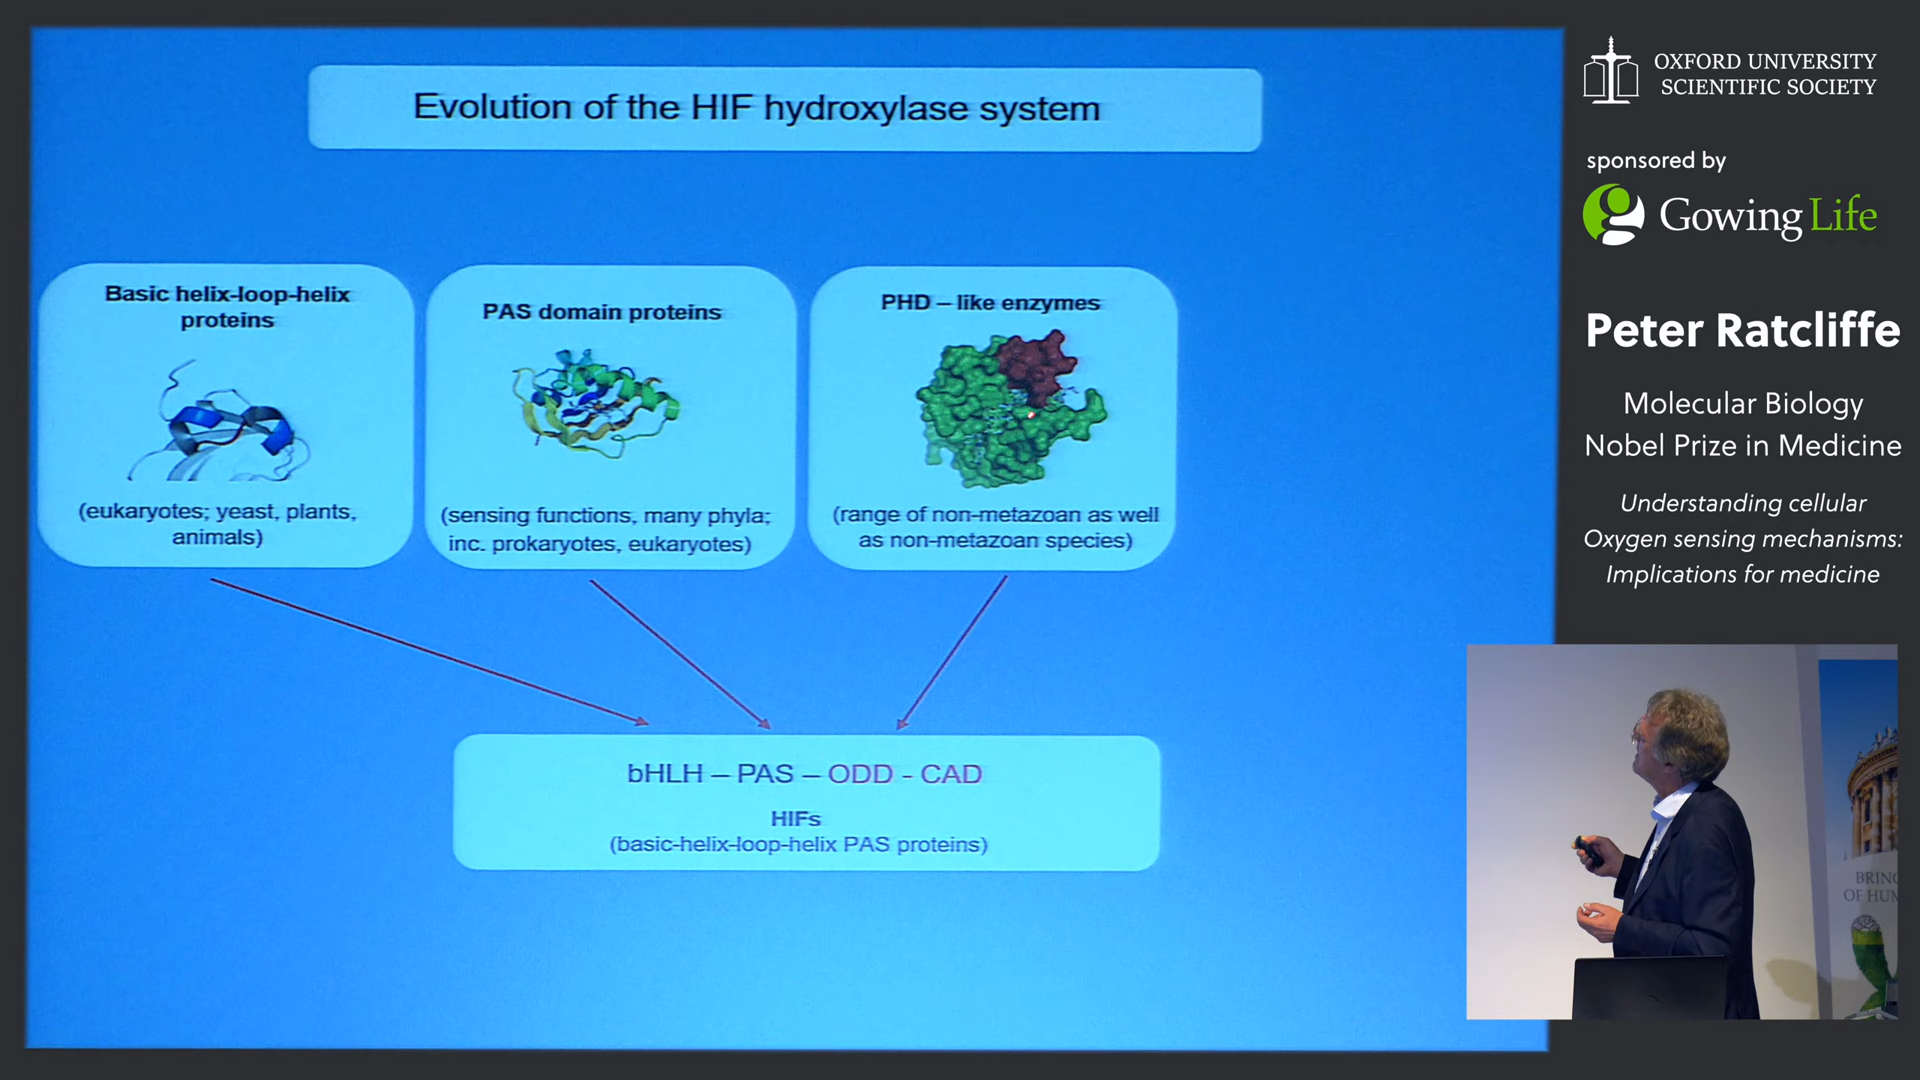 Evolution of the HIF hydroxylase system
Basic helix-loop-helix
proteins
(eukaryotes; yeast, plants,
animals)
PAS domain proteins
(sensing functions, many phyla;
inc. prokaryotes, eukaryotes)
PHD – like enzymes
(range of non-metazoan as well
as non-metazoan species)
bHLH – PAS – ODD - CAD
HIFs
(basic-helix-loop-helix PAS proteins)
OXFORD UNIVERSITY
SCIENTIFIC SOCIETY
sponsored by
Gowing Life
Peter Ratcliffe
Molecular Biology
Nobel Prize in Medicine
Understanding cellular
Oxygen sensing mechanisms:
Implications for medicine
BRING
OF HUM